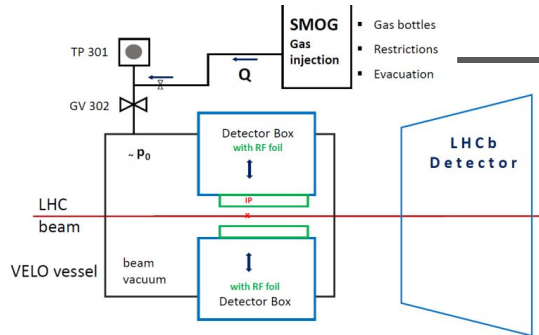 SMOG
Gas
injection
▪ Gas bottles
▪ Restrictions
▪ Evacuation
TP 301
Q
GV 302
~ p₀
Detector Box
with RF foil
IP
x
LHCb
Detector
LHC
beam
VELO vessel
beam
vacuum
with RF foil
Detector Box